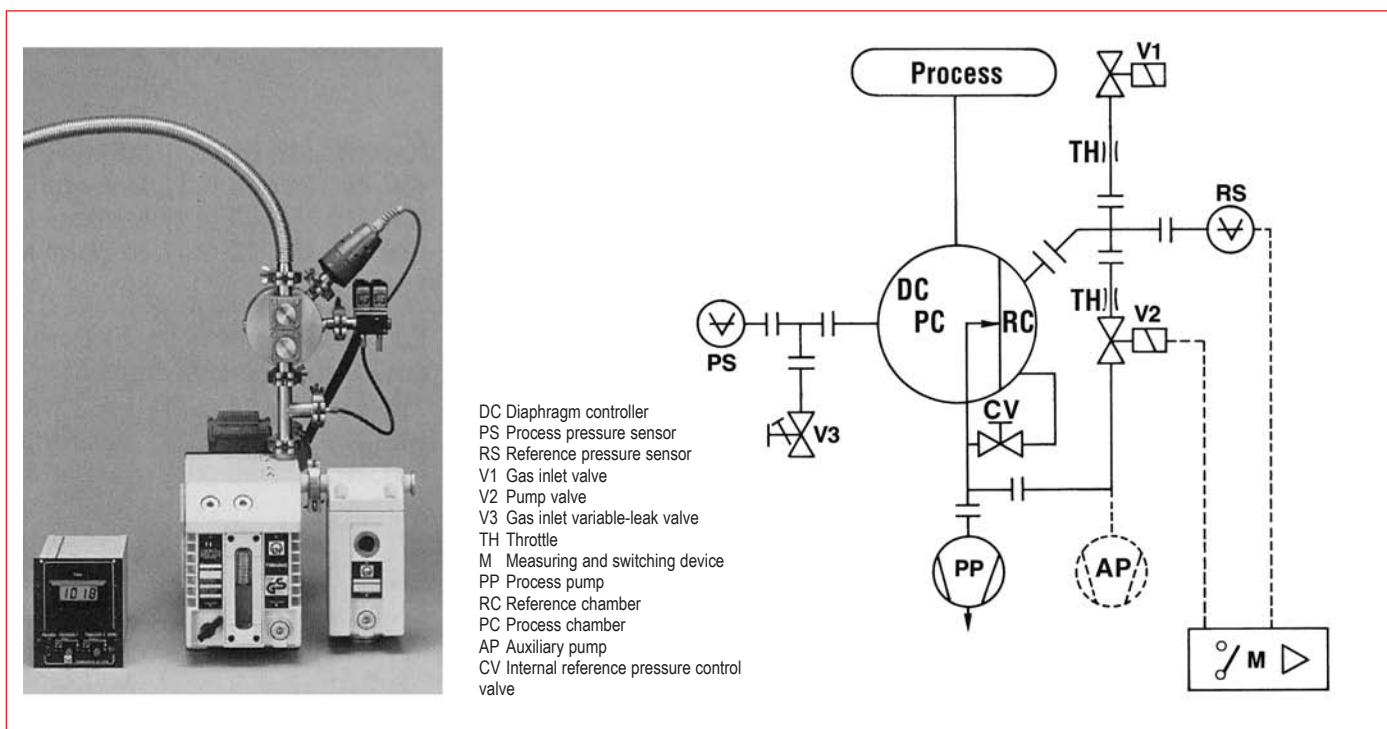 1018
GS
DC Diaphragm controller
PS Process pressure sensor
RS Reference pressure sensor
V1 Gas inlet valve
V2 Pump valve
V3 Gas inlet variable-leak valve
TH Throttle
M Measuring and switching device
PP Process pump
RC Reference chamber
PC Process chamber
AP Auxiliary pump
CV Internal reference pressure control
valve
Process
V1
TH
RS
DC
PC
RC
TH
V2
PS
V3
CV
PP
AP
M